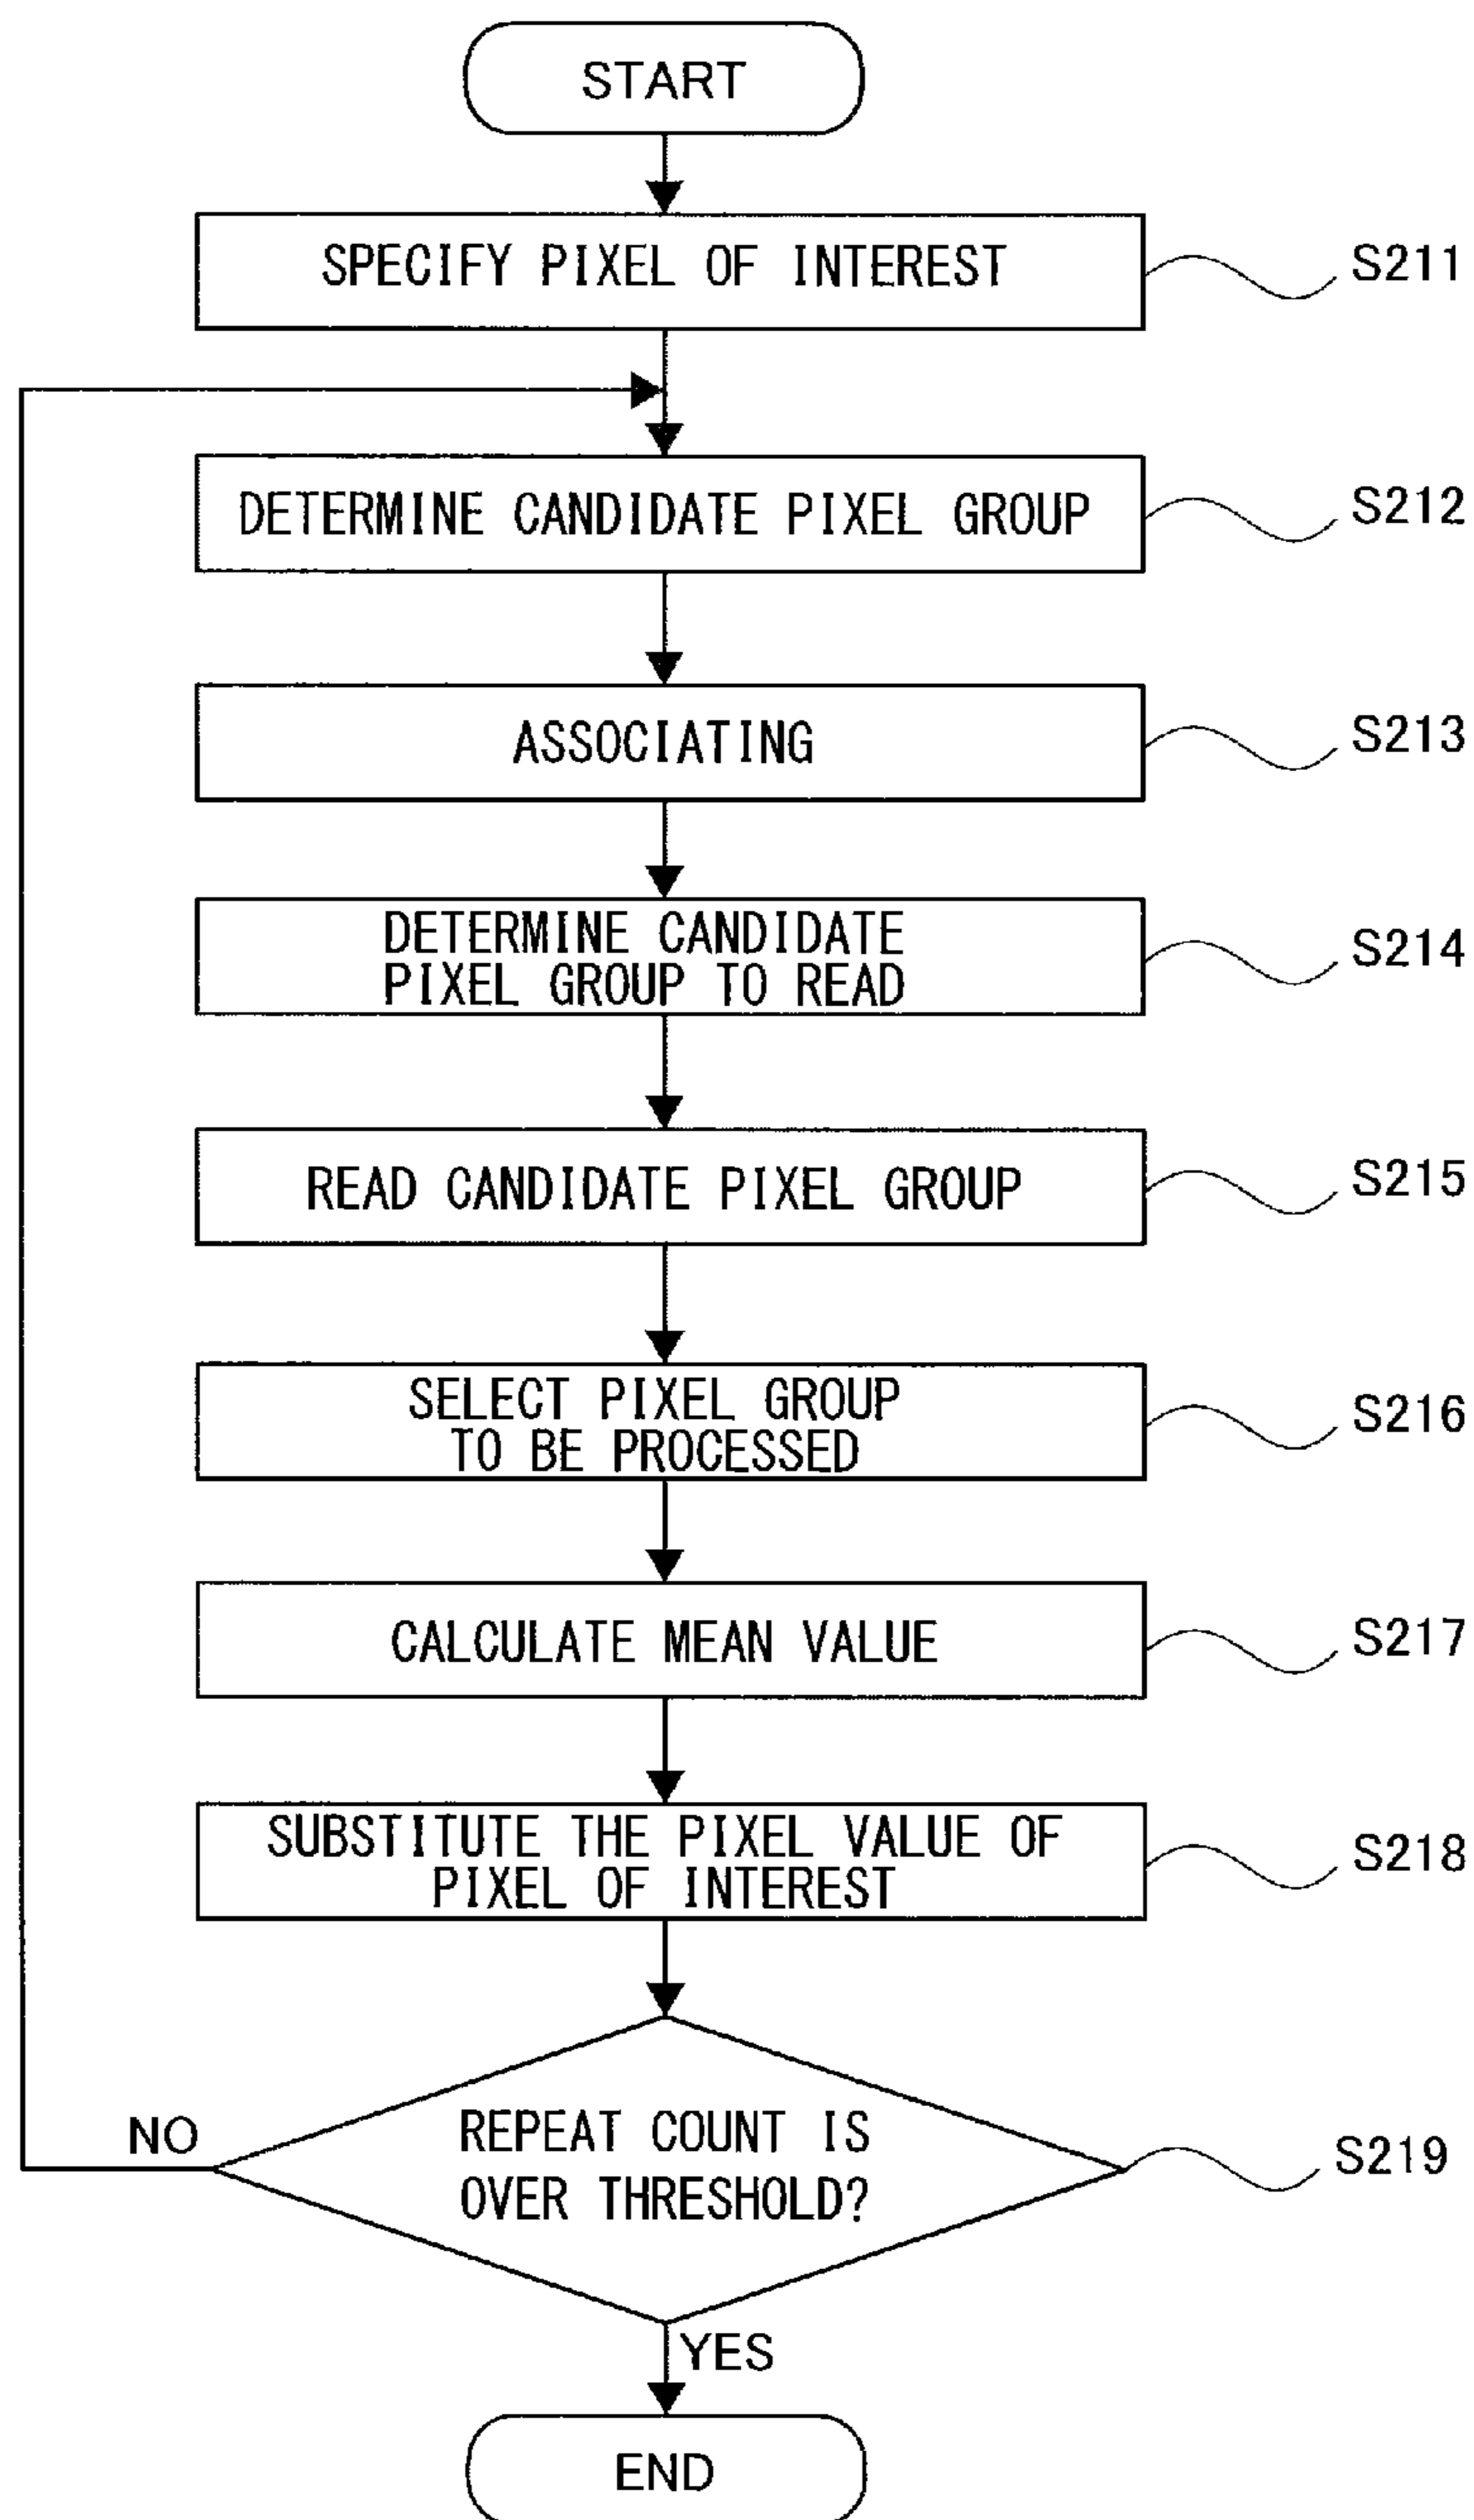 START
SPECIFY PIXEL OF INTEREST
S211
DETERMINE CANDIDATE PIXEL GROUP
S212
ASSOCIATING
S213
DETERMINE CANDIDATE
PIXEL GROUP TO READ
S214
READ CANDIDATE PIXEL GROUP
S215
SELECT PIXEL GROUP
TO BE PROCESSED
S216
CALCULATE MEAN VALUE
S217
SUBSTITUTE THE PIXEL VALUE OF
PIXEL OF INTEREST
S218
REPEAT COUNT IS
OVER THRESHOLD?
S219
NO
YES
END